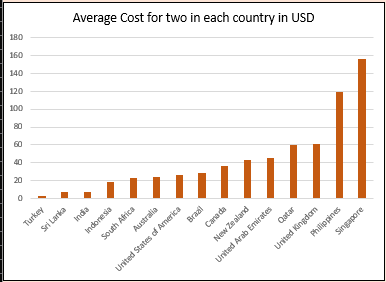 Average Cost for two in each country in USD
180
160
140
120
100
80
60
40
20
0
Turkey
Sri Lanka
India
Indonesia
South Africa
Australia
United States of America
Brazil
Canada
New Zealand
United Arab Emirates
Qatar
United Kingdom
Philippines
Singapore